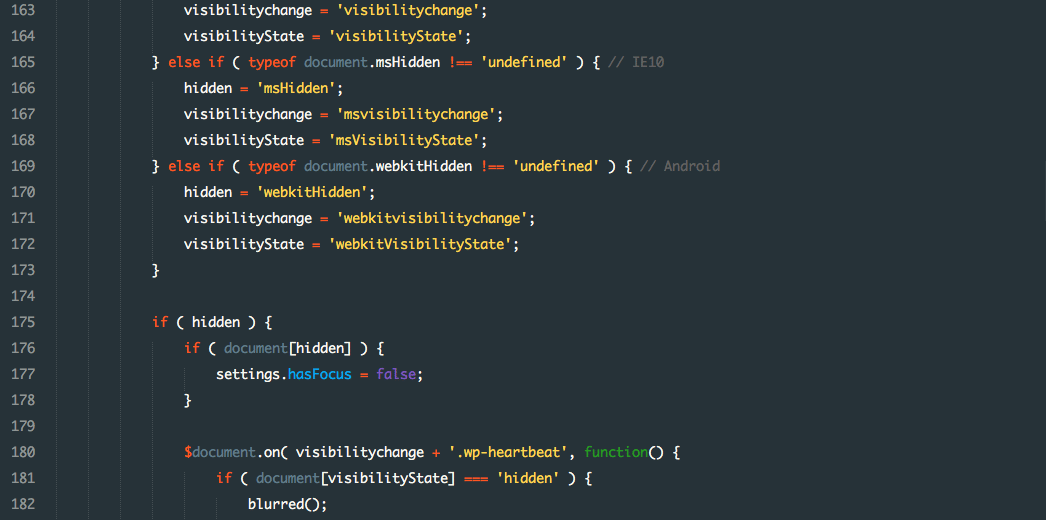 163 visibilitychange = 'visibilitychange';
164 visibilityState = 'visibilityState';
165 } else if ( typeof document.msHidden !== 'undefined' ) { // IE10
166 hidden = 'msHidden';
167 visibilitychange = 'msvisibilitychange';
168 visibilityState = 'msVisibilityState';
169 } else if ( typeof document.webkitHidden !== 'undefined' ) { // Android
170 hidden = 'webkitHidden';
171 visibilitychange = 'webkitvisibilitychange';
172 visibilityState = 'webkitVisibilityState';
173 }
174
175 if ( hidden ) {
176 if ( document[hidden] ) {
177 settings.hasFocus = false;
178 }
179
180 $document.on( visibilitychange + '.wp-heartbeat', function() {
181 if ( document[visibilityState] === 'hidden' ) {
182 blurred();